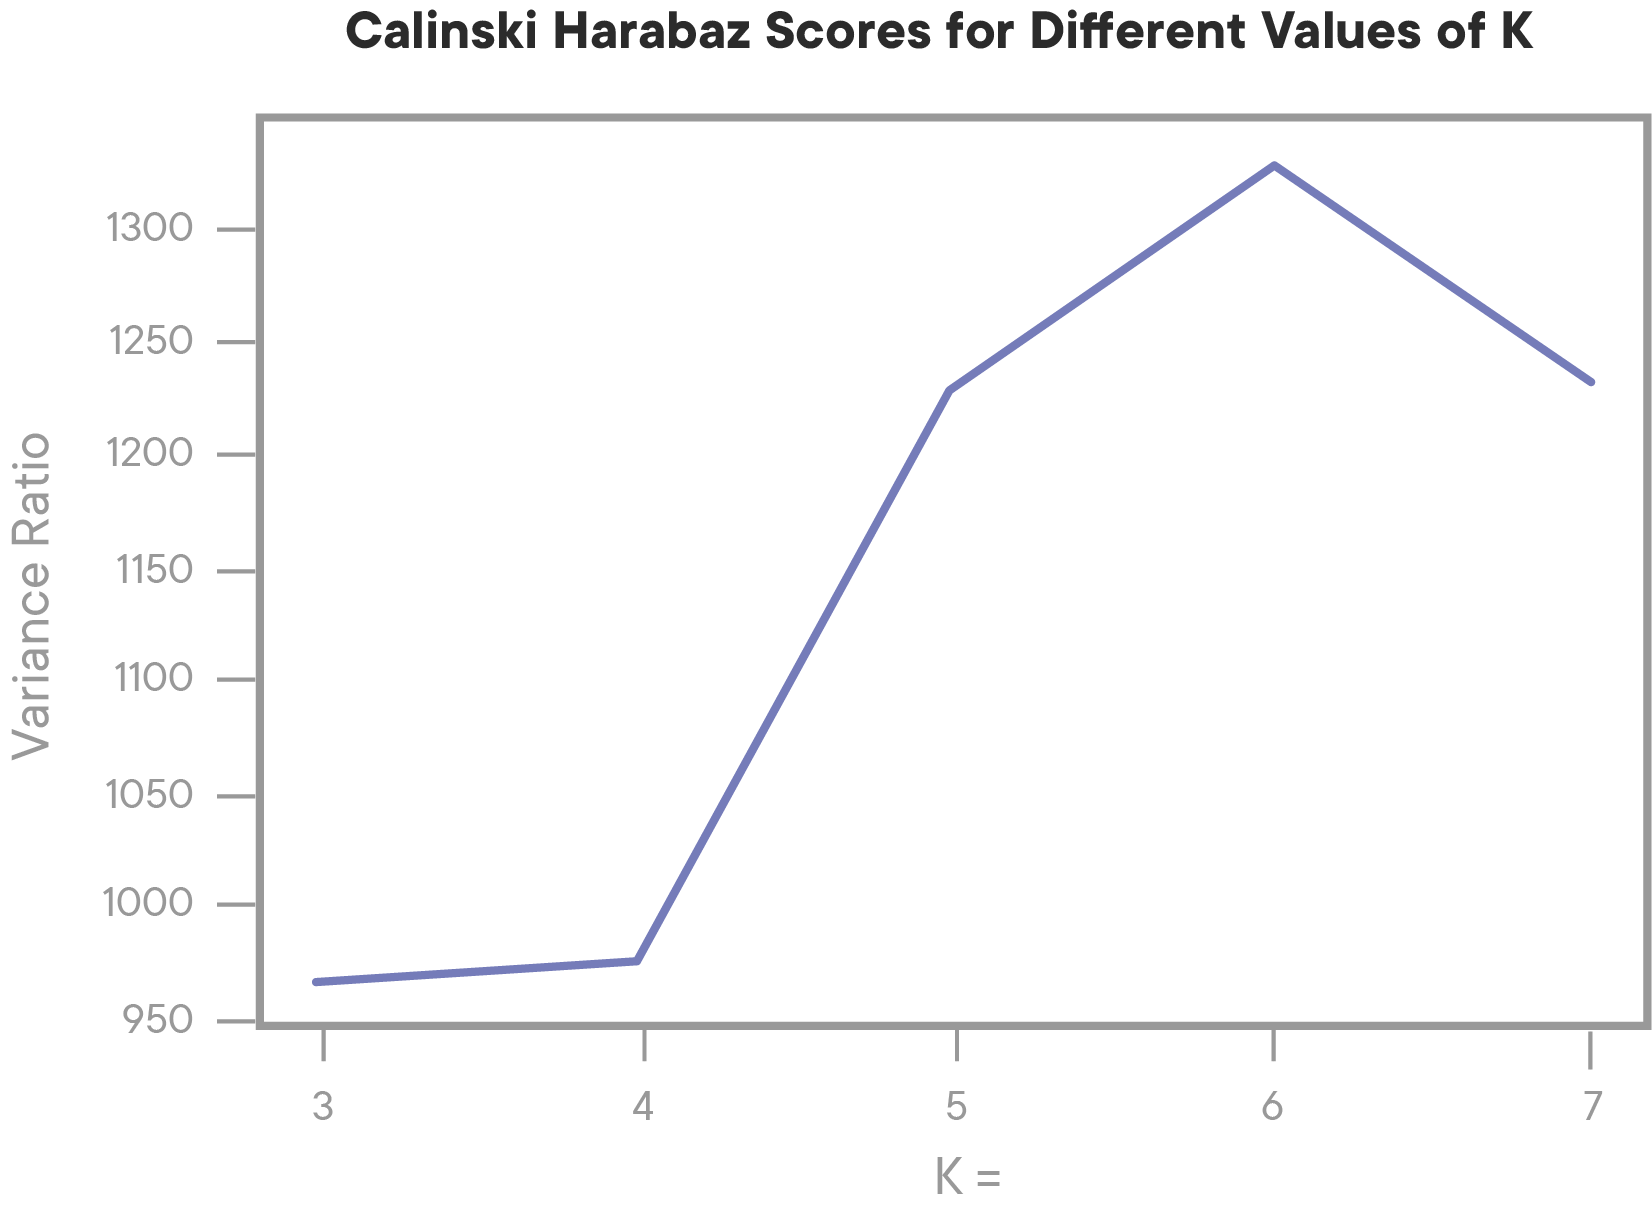 Calinski Harabaz Scores for Different Values of K
Variance Ratio
1300
1250
1200
1150
1100
1050
1000
950
3 4 5 6 7
K =